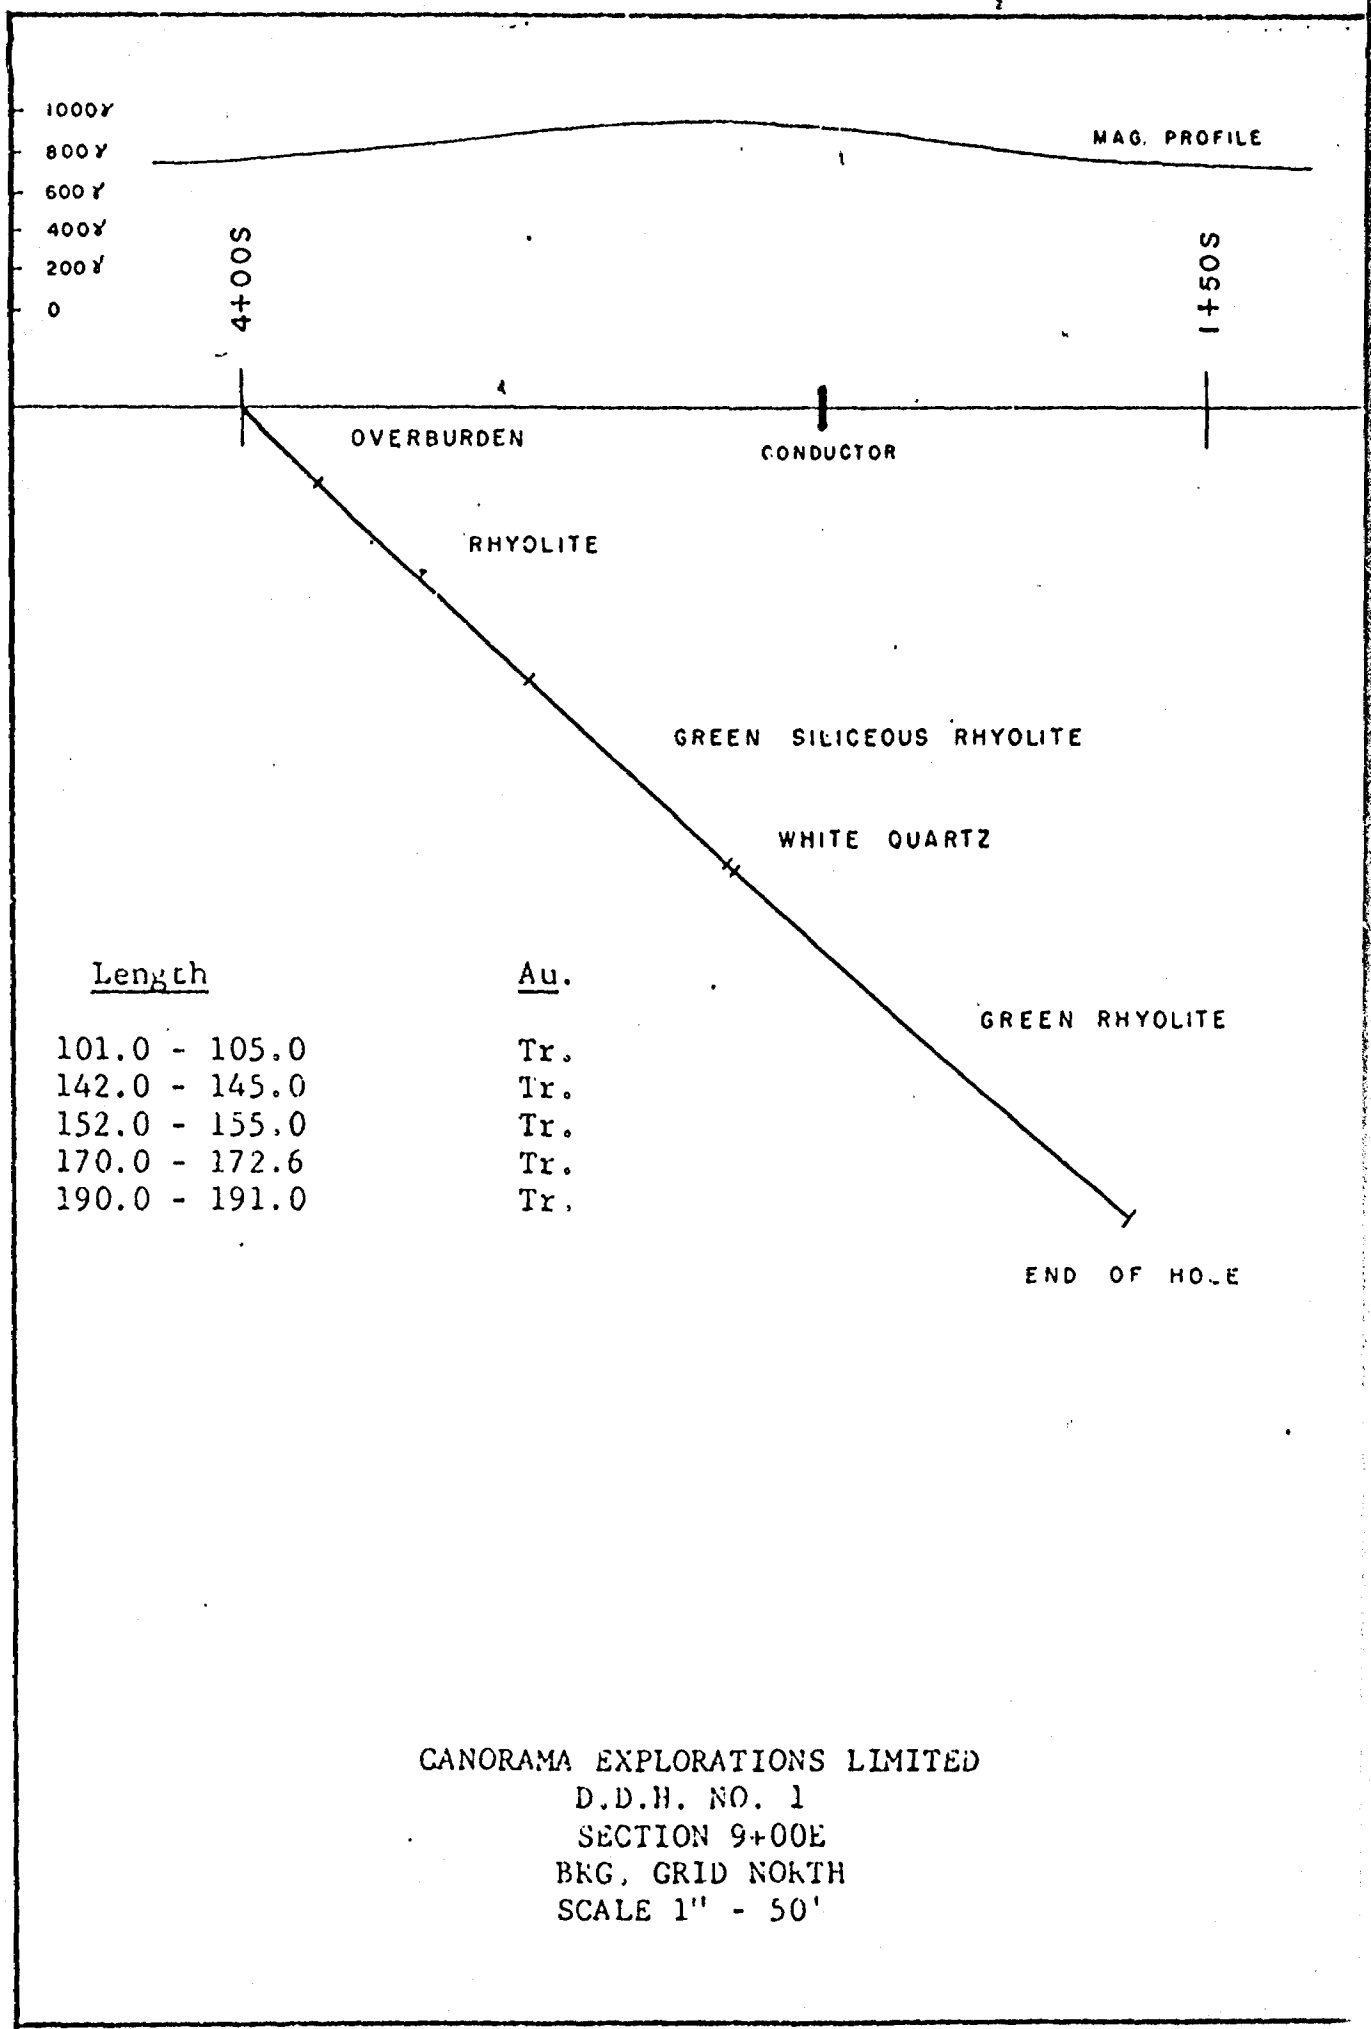 1000γ
800γ
600γ
400γ
200γ
0
MAG. PROFILE
4+00S
1+50S
OVERBURDEN
CONDUCTOR
RHYOLITE
GREEN SILICEOUS RHYOLITE
WHITE QUARTZ
GREEN RHYOLITE
END OF HOLE
Length Au.
101.0 - 105.0 Tr.
142.0 - 145.0 Tr.
152.0 - 155.0 Tr.
170.0 - 172.6 Tr.
190.0 - 191.0 Tr.
CANORAMA EXPLORATIONS LIMITED
D.D.H. NO. 1
SECTION 9+00E
BRG. GRID NORTH
SCALE 1" - 50'